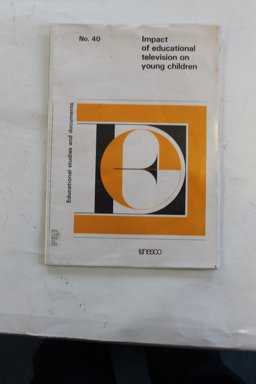 No. 40
Impact
of educational
television on
young children
Educational studies and documents
unesco